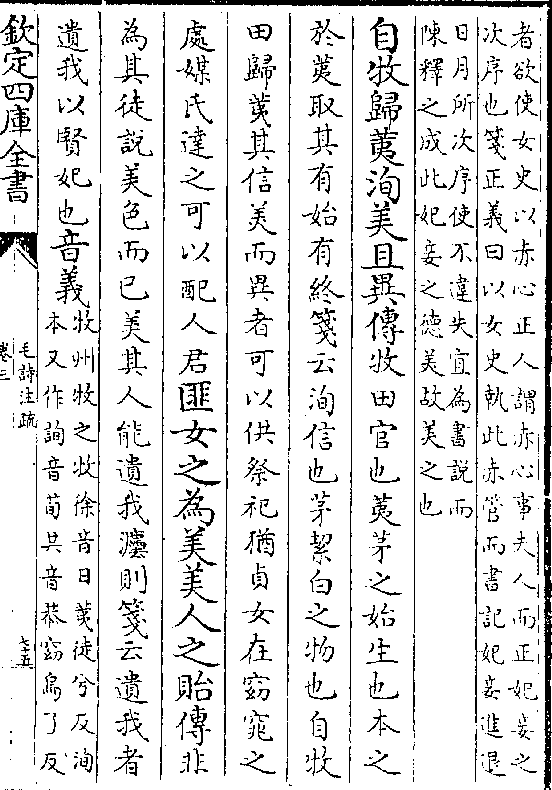 者欲使女史以赤心正人謂赤心事夫人而正妃妾之
次序也箋正義曰以女史執此赤管而書記妃妾進退
日月所次序使不違失宜為書說而
陳釋之成此妃妾之德美故美之也
自牧歸荑洵美且異傳牧田官也荑茅之始生也本之
於荑取其有始有終箋云洵信也茅絜白之物也自牧
田歸荑其信美而異者可以供祭祀猶貞女在窈窕之
處媒氏達之可以配人君匪女之為美美人之貽傳非
為其徒說美色而已美其人能遺我灋則箋云遺我者
遺我以賢妃也音義
牧州牧之牧徐音目荑徒兮反洵
本又作詢音荀共音恭窈烏了反
欽定四庫全書
毛詩注疏
卷三
七十五